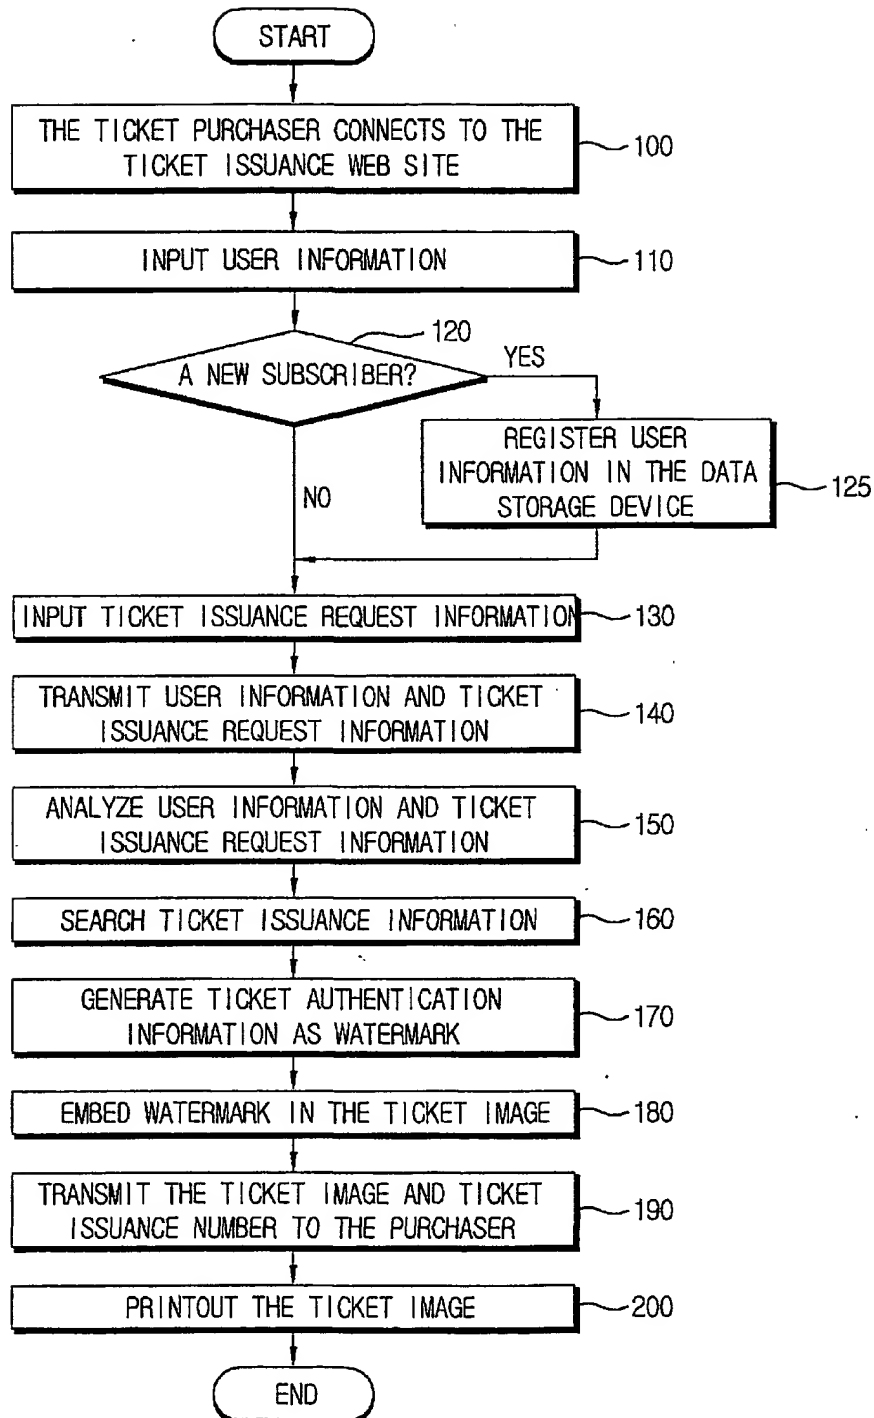 START
THE TICKET PURCHASER CONNECTS TO THE
TICKET ISSUANCE WEB SITE
100
INPUT USER INFORMATION
110
120
A NEW SUBSCRIBER?
YES
REGISTER USER
INFORMATION IN THE DATA
STORAGE DEVICE
125
NO
INPUT TICKET ISSUANCE REQUEST INFORMATION
130
TRANSMIT USER INFORMATION AND TICKET
ISSUANCE REQUEST INFORMATION
140
ANALYZE USER INFORMATION AND TICKET
ISSUANCE REQUEST INFORMATION
150
SEARCH TICKET ISSUANCE INFORMATION
160
GENERATE TICKET AUTHENTICATION
INFORMATION AS WATERMARK
170
EMBED WATERMARK IN THE TICKET IMAGE
180
TRANSMIT THE TICKET IMAGE AND TICKET
ISSUANCE NUMBER TO THE PURCHASER
190
PRINTOUT THE TICKET IMAGE
200
END